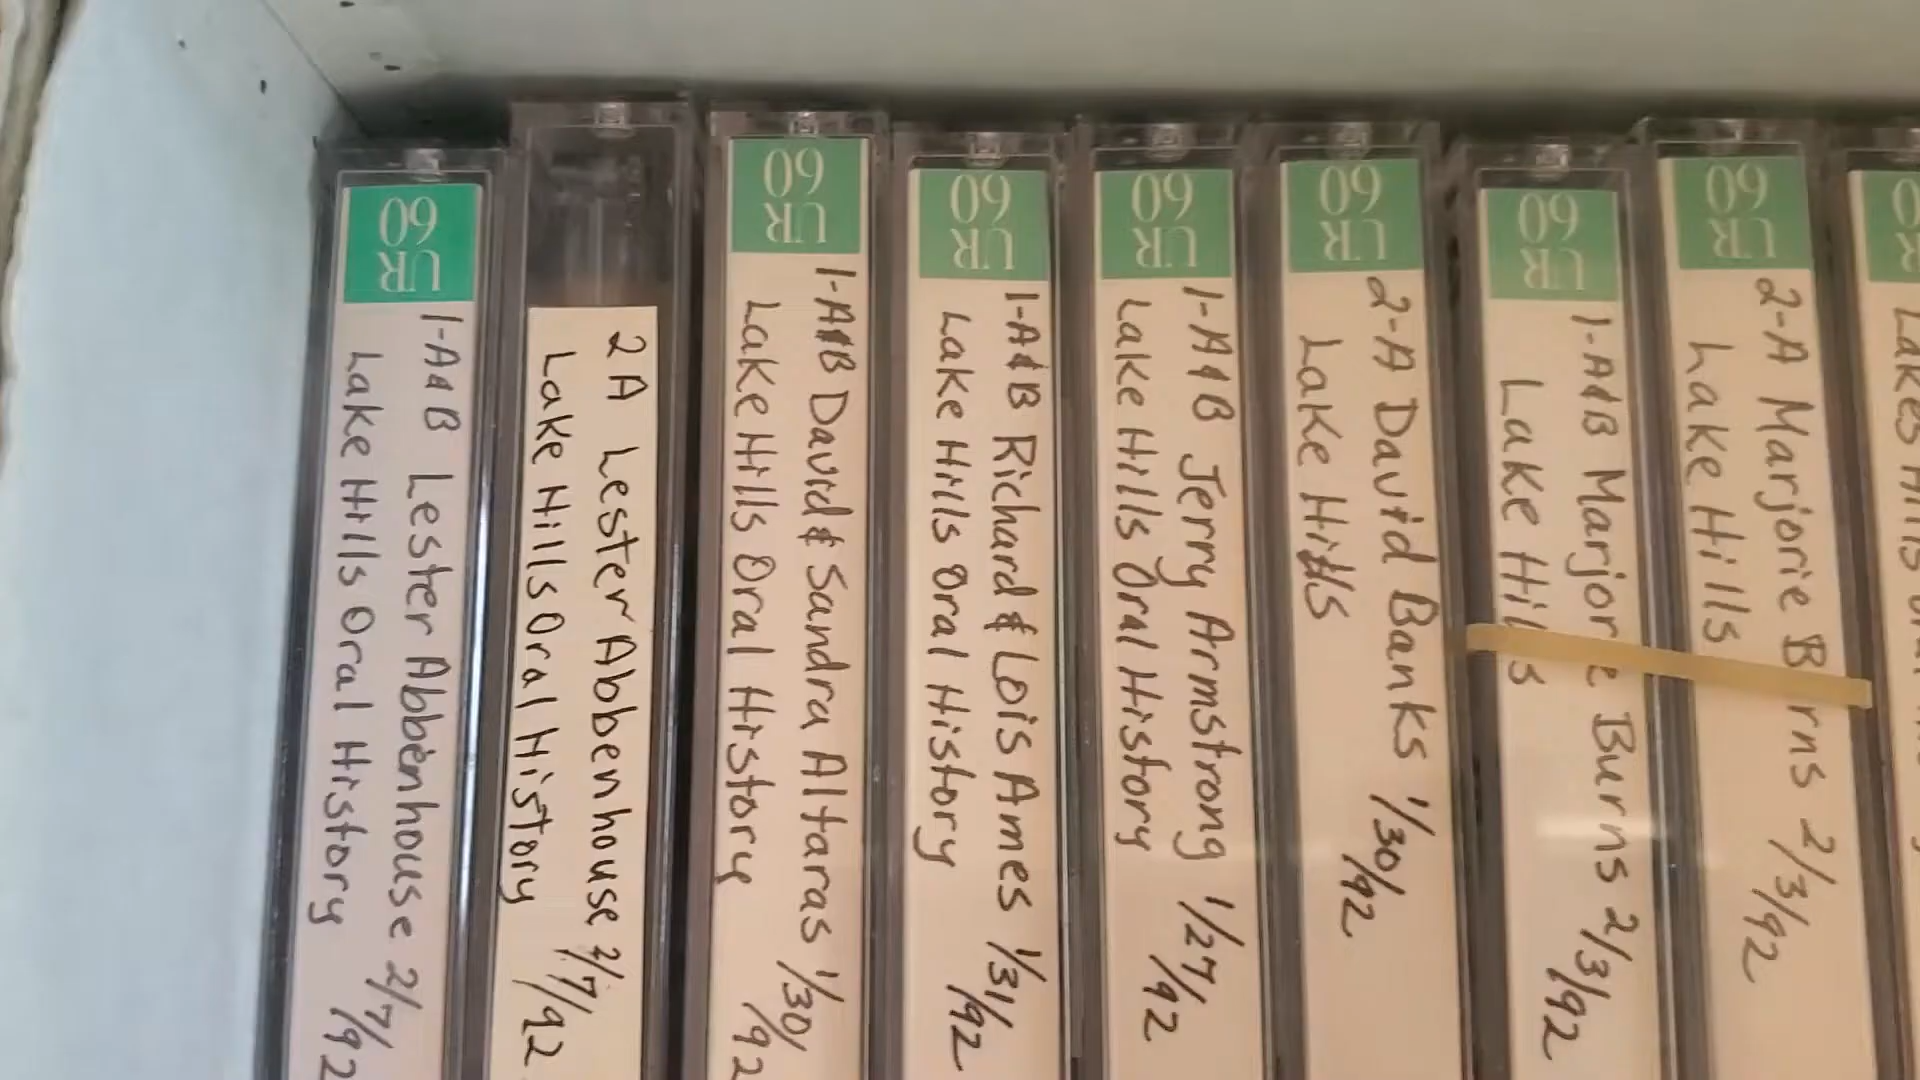 UR
60
1-A&B Lester Abbenhouse 2/7/92
Lake Hills Oral History
2A Lester Abbenhouse 2/7/92
Lake Hills Oral History
UR
60
1-A&B David & Sandra Altaras 1/30/92
Lake Hills Oral History
UR
60
1-A&B Richard & Lois Ames 1/31/92
Lake Hills Oral History
UR
60
1-A&B Jerry Armstrong 1/27/92
Lake Hills Oral History
UR
60
2-A David Banks 1/30/92
Lake Hills
UR
60
1-A&B Marjorie Burns 2/3/92
Lake Hills
UR
60
2-A Marjorie Burns 2/3/92
Lake Hills
Lakes Hills